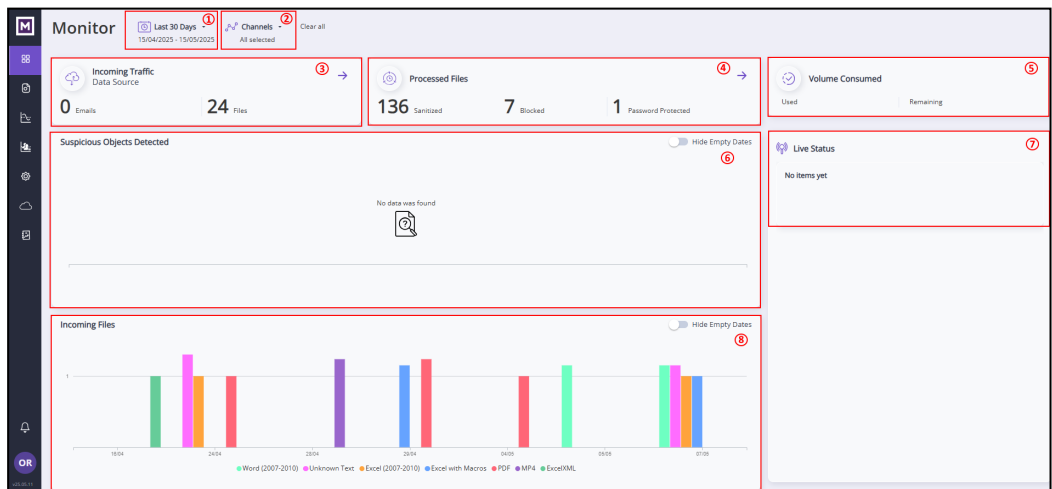 M
Monitor
Last 30 Days
①
15/04/2025 - 15/05/2025
Channels
②
All selected
Clear all
Incoming Traffic
Data Source
③
0 Emails
24 Files
Processed Files
④
136 Sanitized
7 Blocked
1 Password Protected
Volume Consumed
⑤
Used
Remaining
Suspicious Objects Detected
Hide Empty Dates
⑥
No data was found
Live Status
⑦
No items yet
Incoming Files
Hide Empty Dates
⑧
1
24/04
28/04
29/04
04/05
07/05
Word (2007-2010) Unknown Text Excel (2007-2010) Excel with Macros PDF MP4 ExcelXML
OR